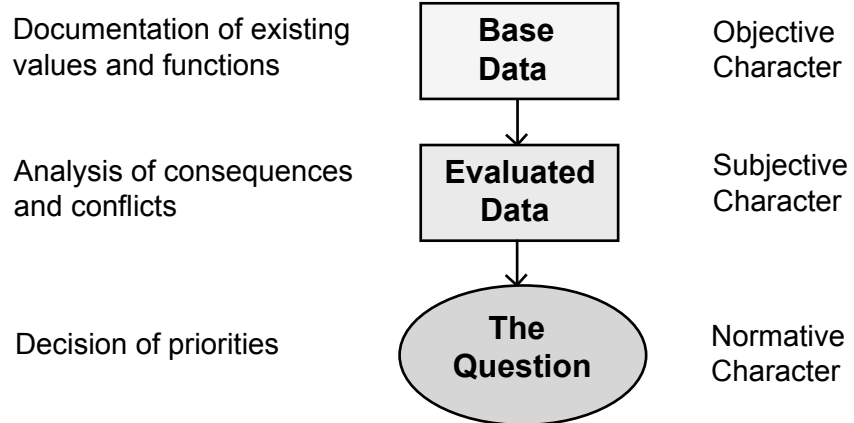 Documentation of existing
values and functions
Base
Data
Objective
Character
Analysis of consequences
and conflicts
Evaluated
Data
Subjective
Character
Decision of priorities
The
Question
Normative
Character